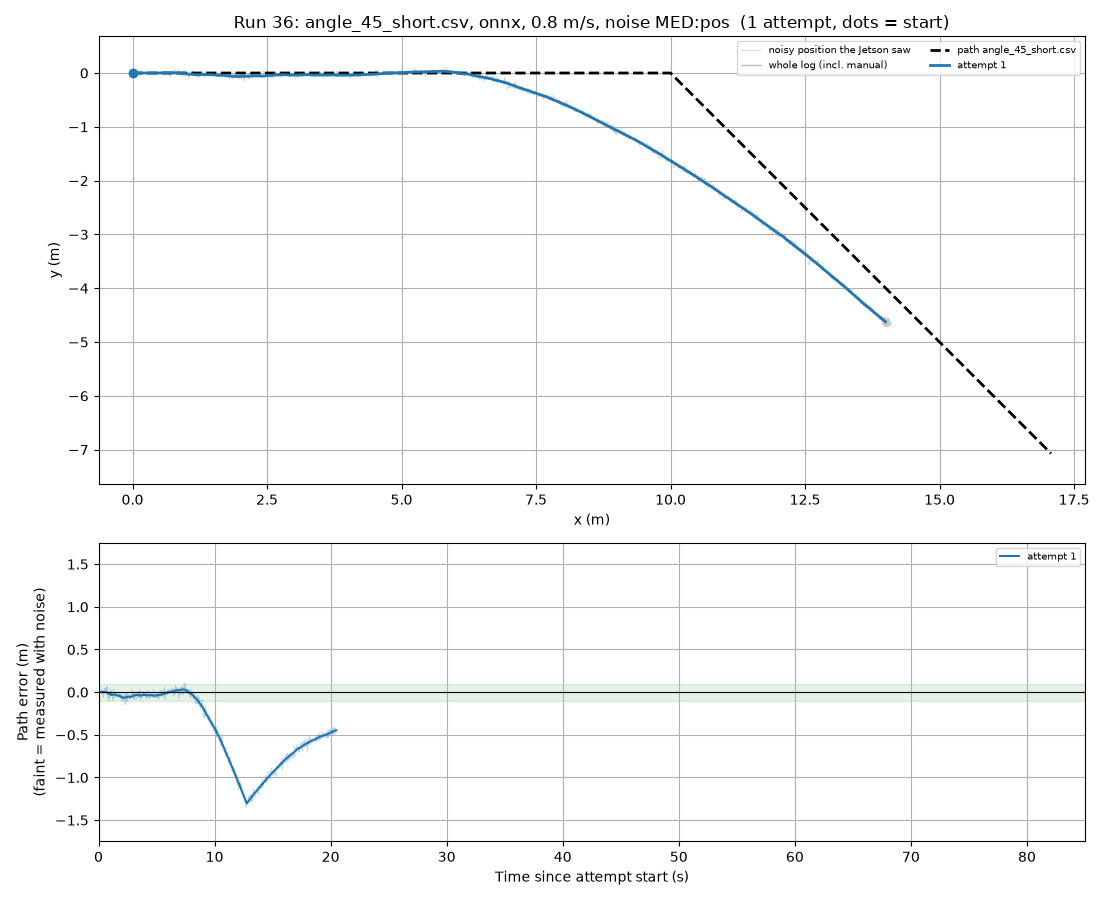 Run 36: angle_45_short.csv, onnx, 0.8 m/s, noise MED:pos  (1 attempt, dots = start)
noisy position the Jetson saw
whole log (incl. manual)
path angle_45_short.csv
attempt 1
0
−1
−2
−3
−4
−5
−6
−7
y (m)
0.0 2.5 5.0 7.5 10.0 12.5 15.0 17.5
x (m)
attempt 1
1.5
1.0
0.5
0.0
−0.5
−1.0
−1.5
Path error (m)
(faint = measured with noise)
0 10 20 30 40 50 60 70 80
Time since attempt start (s)